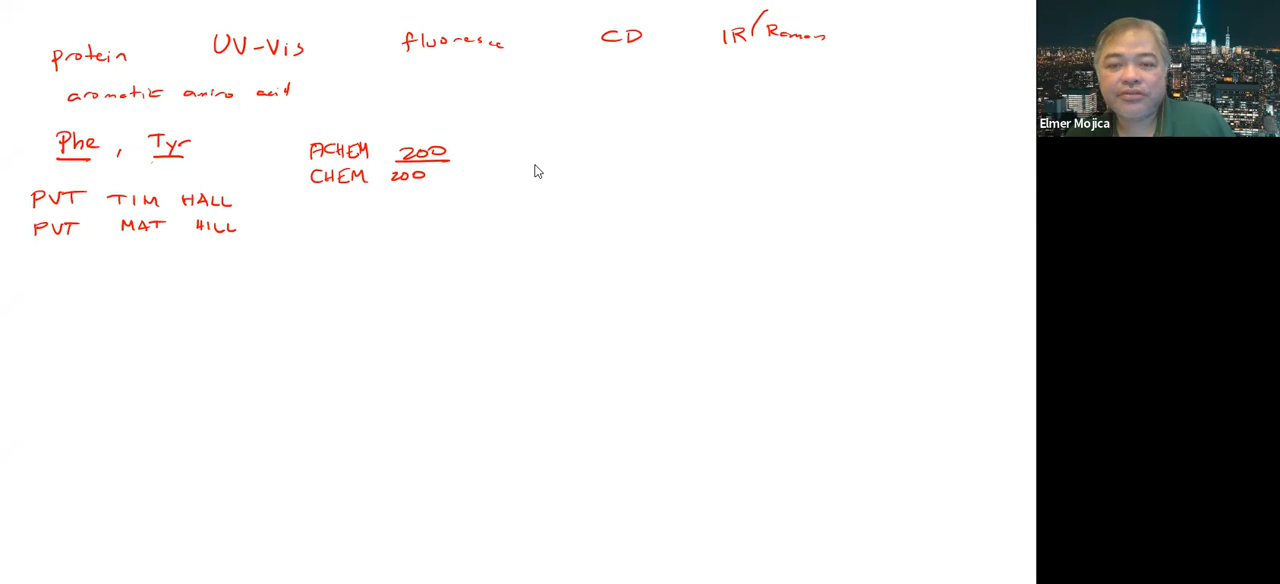 protein UV-Vis fluoresce CD IR/Raman
aromatic amino acid
Phe, Tyr
ACHEM 200
CHEM 200
PVT TIM HALL
PVT MAT HILL
Elmer Mojica